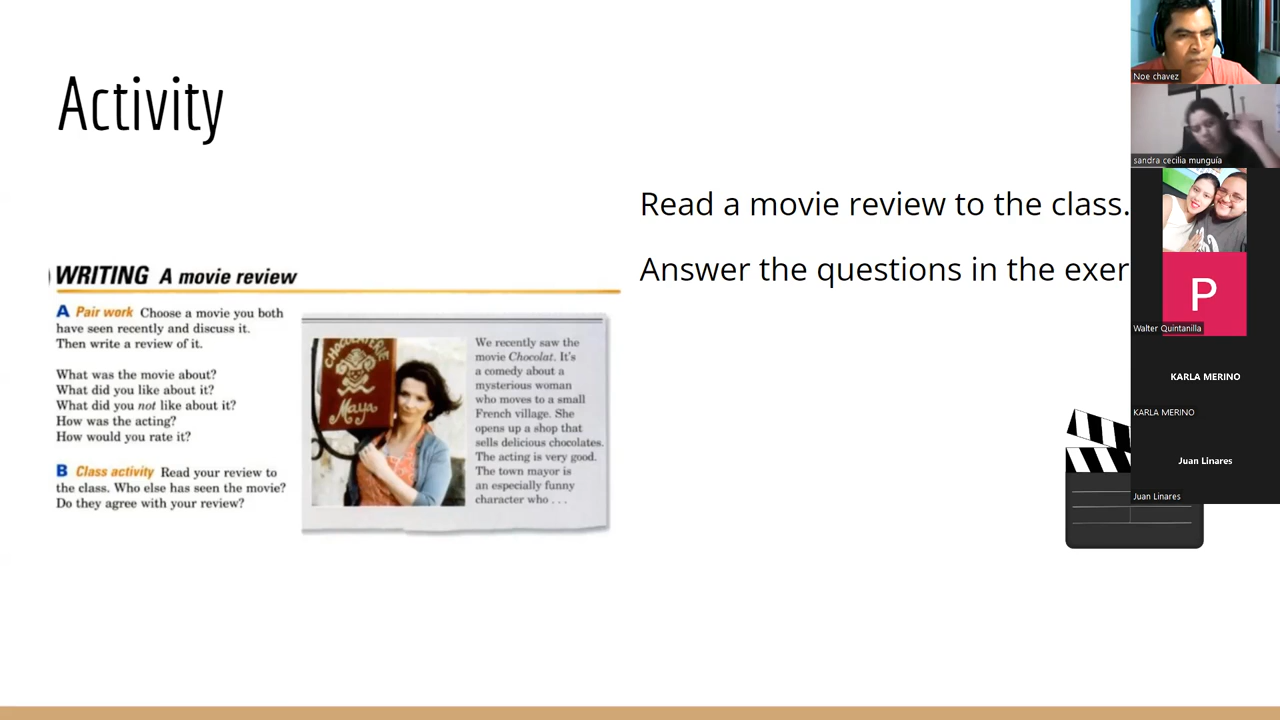 Activity
Read a movie review to the class.
Answer the questions in the exer
WRITING A movie review
A Pair work Choose a movie you both
have seen recently and discuss it.
Then write a review of it.
What was the movie about?
What did you like about it?
What did you not like about it?
How was the acting?
How would you rate it?
B Class activity Read your review to
the class. Who else has seen the movie?
Do they agree with your review?
CHOCOLATERIE
Maya
We recently saw the
movie Chocolat. It's
a comedy about a
mysterious woman
who moves to a small
French village. She
opens up a shop that
sells delicious chocolates.
The acting is very good.
The town mayor is
an especially funny
character who . . .
Noe chavez
sandra cecilia munguía
P
Walter Quintanilla
KARLA MERINO
KARLA MERINO
Juan Linares
Juan Linares